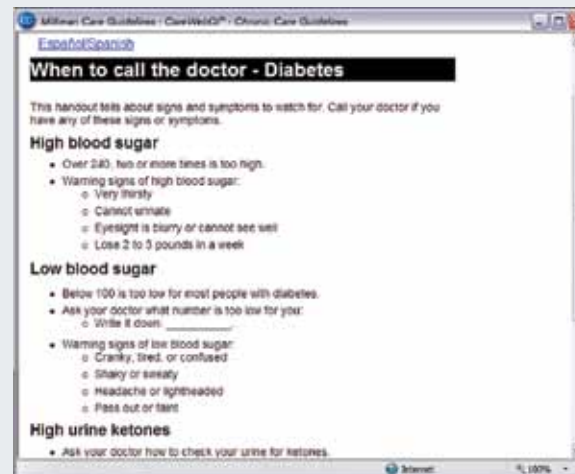 Milliman Care Guidelines - CareWebQI® - Chronic Care Guidelines
Español/Spanish
When to call the doctor - Diabetes
This handout tells about signs and symptoms to watch for. Call your doctor if you
have any of these signs or symptoms.
High blood sugar
• Over 240, two or more times is too high.
• Warning signs of high blood sugar:
o Very thirsty
o Cannot urinate
o Eyesight is blurry or cannot see well
o Lose 2 to 3 pounds in a week
Low blood sugar
• Below 100 is too low for most people with diabetes.
• Ask your doctor what number is too low for you:
o Write it down: __________.
• Warning signs of low blood sugar:
o Cranky, tired, or confused
o Shaky or sweaty
o Headache or lightheaded
o Pass out or faint
High urine ketones
• Ask your doctor how to check your urine for ketones.
Internet 100%